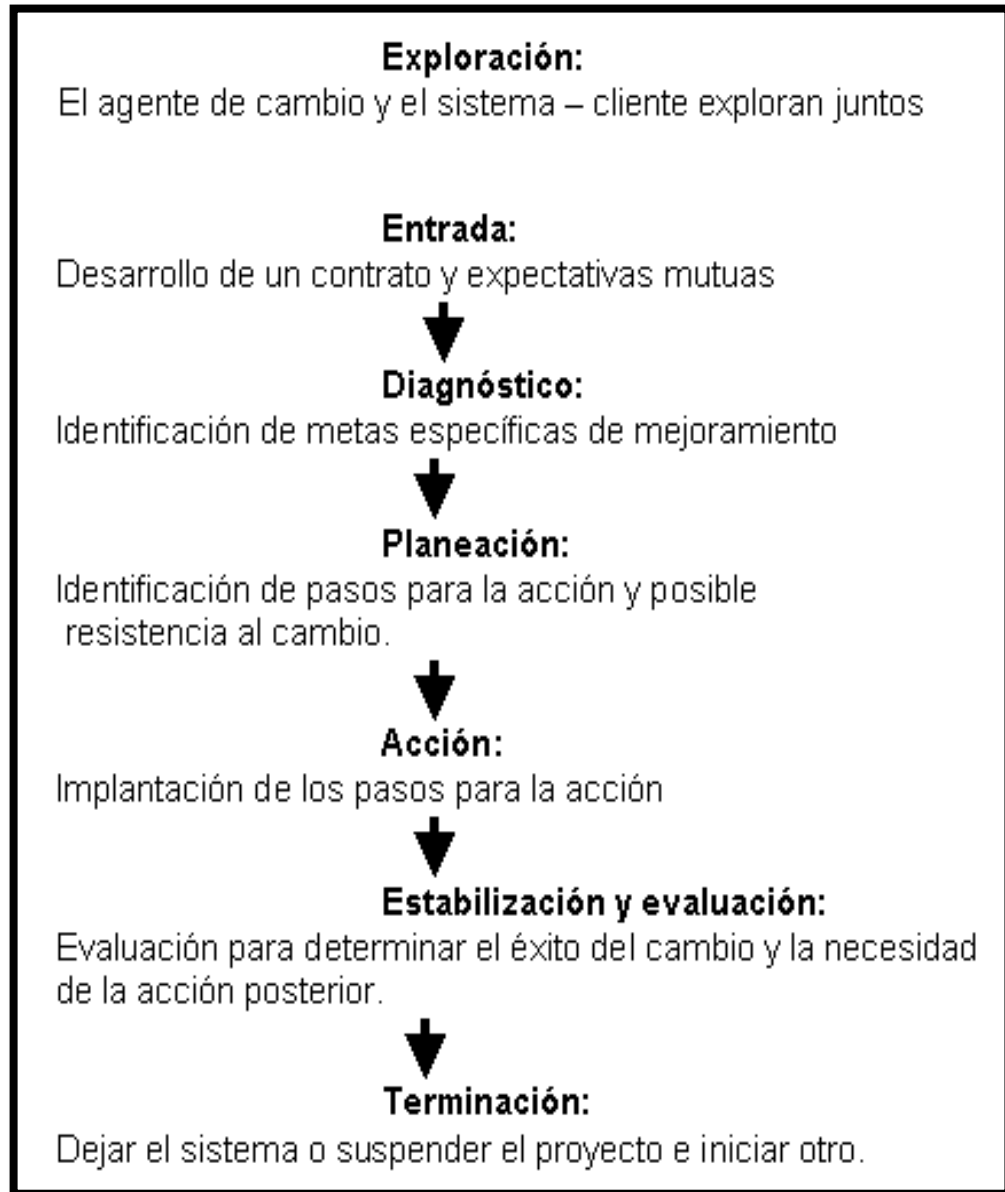 Exploración:
El agente de cambio y el sistema – cliente exploran juntos
Entrada:
Desarrollo de un contrato y expectativas mutuas
Diagnóstico:
Identificación de metas específicas de mejoramiento
Planeación:
Identificación de pasos para la acción y posible
resistencia al cambio.
Acción:
Implantación de los pasos para la acción
Estabilización y evaluación:
Evaluación para determinar el éxito del cambio y la necesidad
de la acción posterior.
Terminación:
Dejar el sistema o suspender el proyecto e iniciar otro.